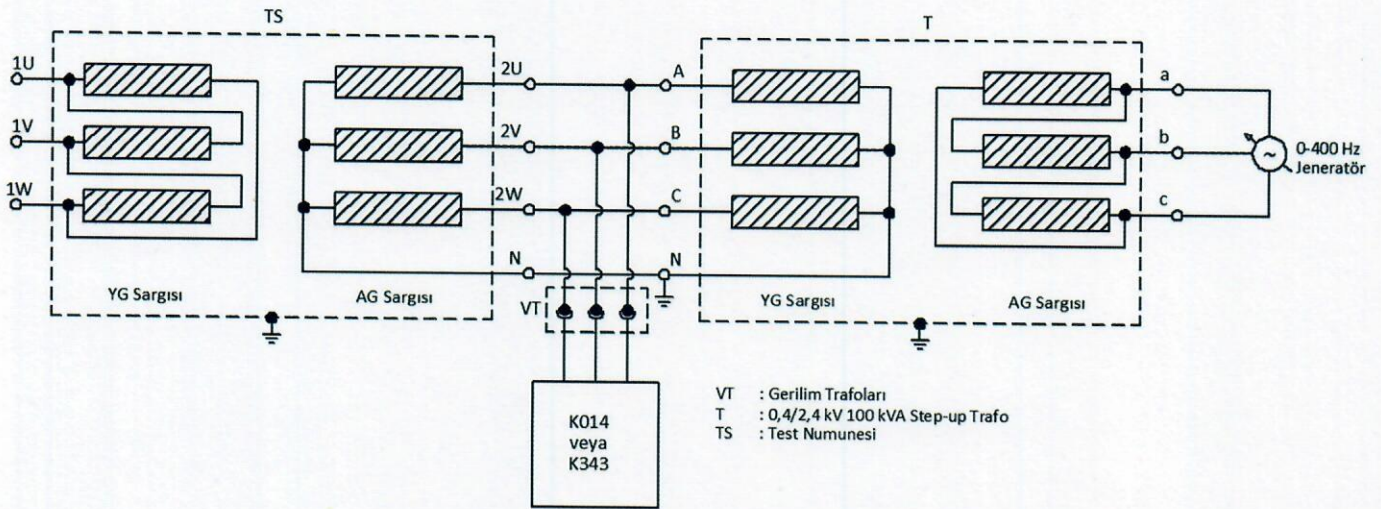 TS
T
1U
2U
A
a
1V
2V
B
b
0-400 Hz
Jeneratör
1W
2W
C
c
N
N
YG Sargısı
AG Sargısı
VT
YG Sargısı
AG Sargısı
K014
veya
K343
VT : Gerilim Trafoları
T : 0,4/2,4 kV 100 kVA Step-up Trafo
TS : Test Numunesi